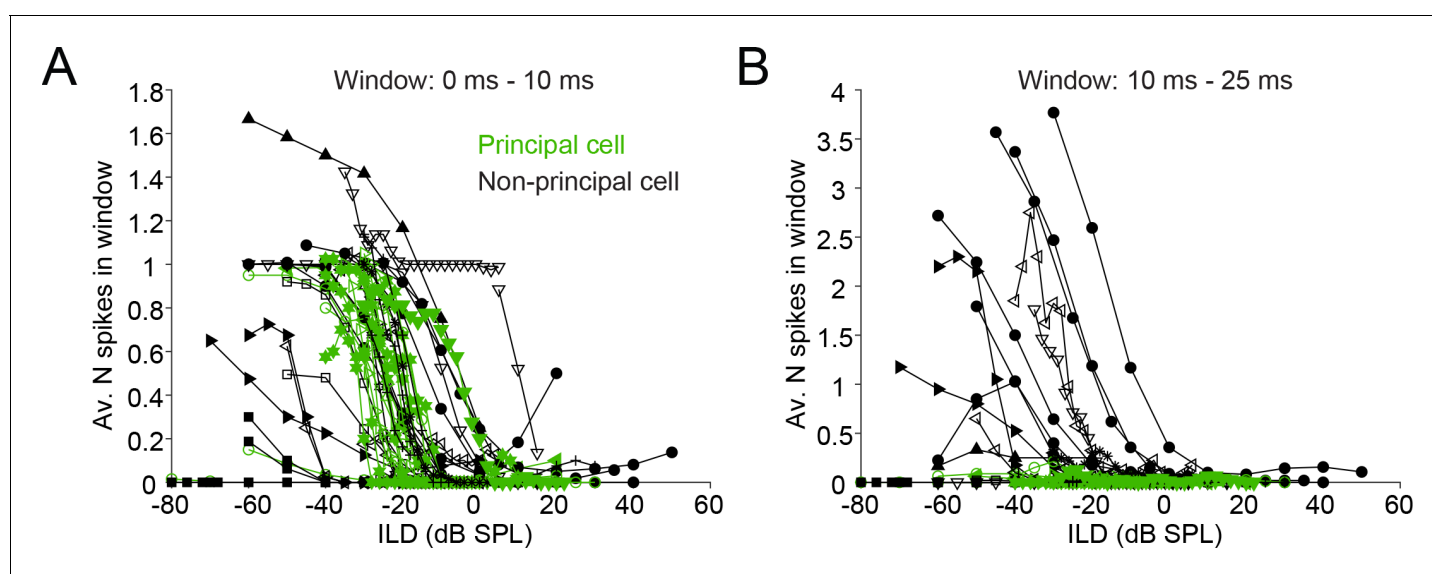 A
Window: 0 ms - 10 ms
Av. N spikes in window
1.8
1.6
1.4
1.2
1
0.8
0.6
0.4
0.2
0
Principal cell
Non-principal cell
-80 -60 -40 -20 0 20 40 60
ILD (dB SPL)
B
Window: 10 ms - 25 ms
Av. N spikes in window
4
3.5
3
2.5
2
1.5
1
0.5
0
-80 -60 -40 -20 0 20 40 60
ILD (dB SPL)